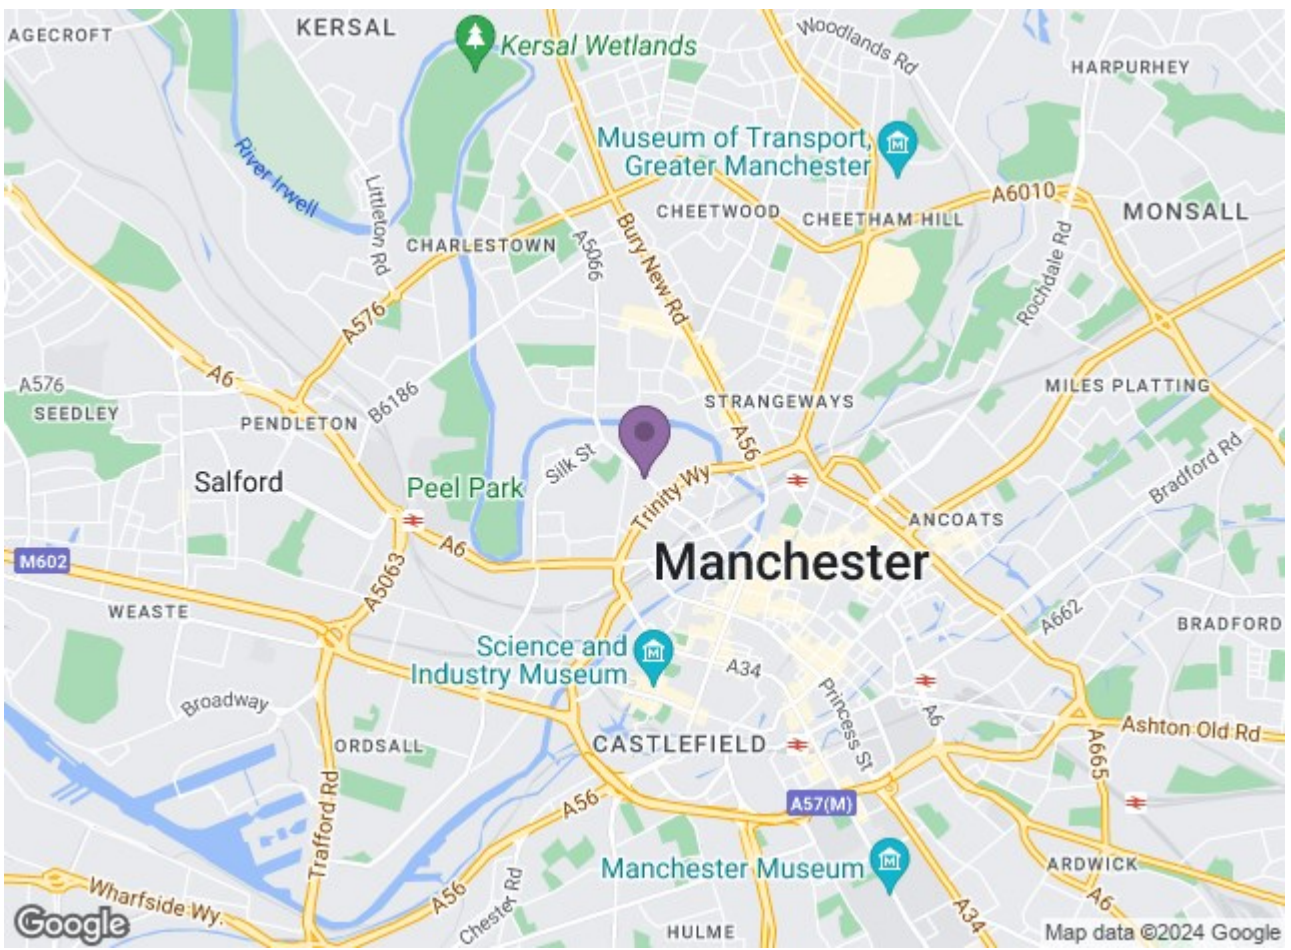 AGECROFT
KERSAL
Kersal Wetlands
Woodlands Rd
HARPURHEY
Museum of Transport,
Greater Manchester
River Irwell
Littleton Rd
A6010
CHEETWOOD
CHEETHAM HILL
MONSALL
CHARLESTOWN
A5066
Bury New Rd
Rochdale Rd
A576
A6
A576
SEEDLEY
B6186
PENDLETON
MILES PLATTING
STRANGEWAYS
A56
Silk St
Bradford Rd
Salford
Peel Park
Trinity Wy
ANCOATS
A6
Manchester
M602
A5063
WEASTE
A662
BRADFORD
Science and
Industry Museum
A34
Princess St
A6
Broadway
ORDSALL
CASTLEFIELD
Ashton Old Rd
A665
Trafford Rd
A56
A57(M)
Manchester Museum
ARDWICK
Wharfside Wy.
A56
Chester Rd
A34
A6
HULME
Google
Map data ©2024 Google